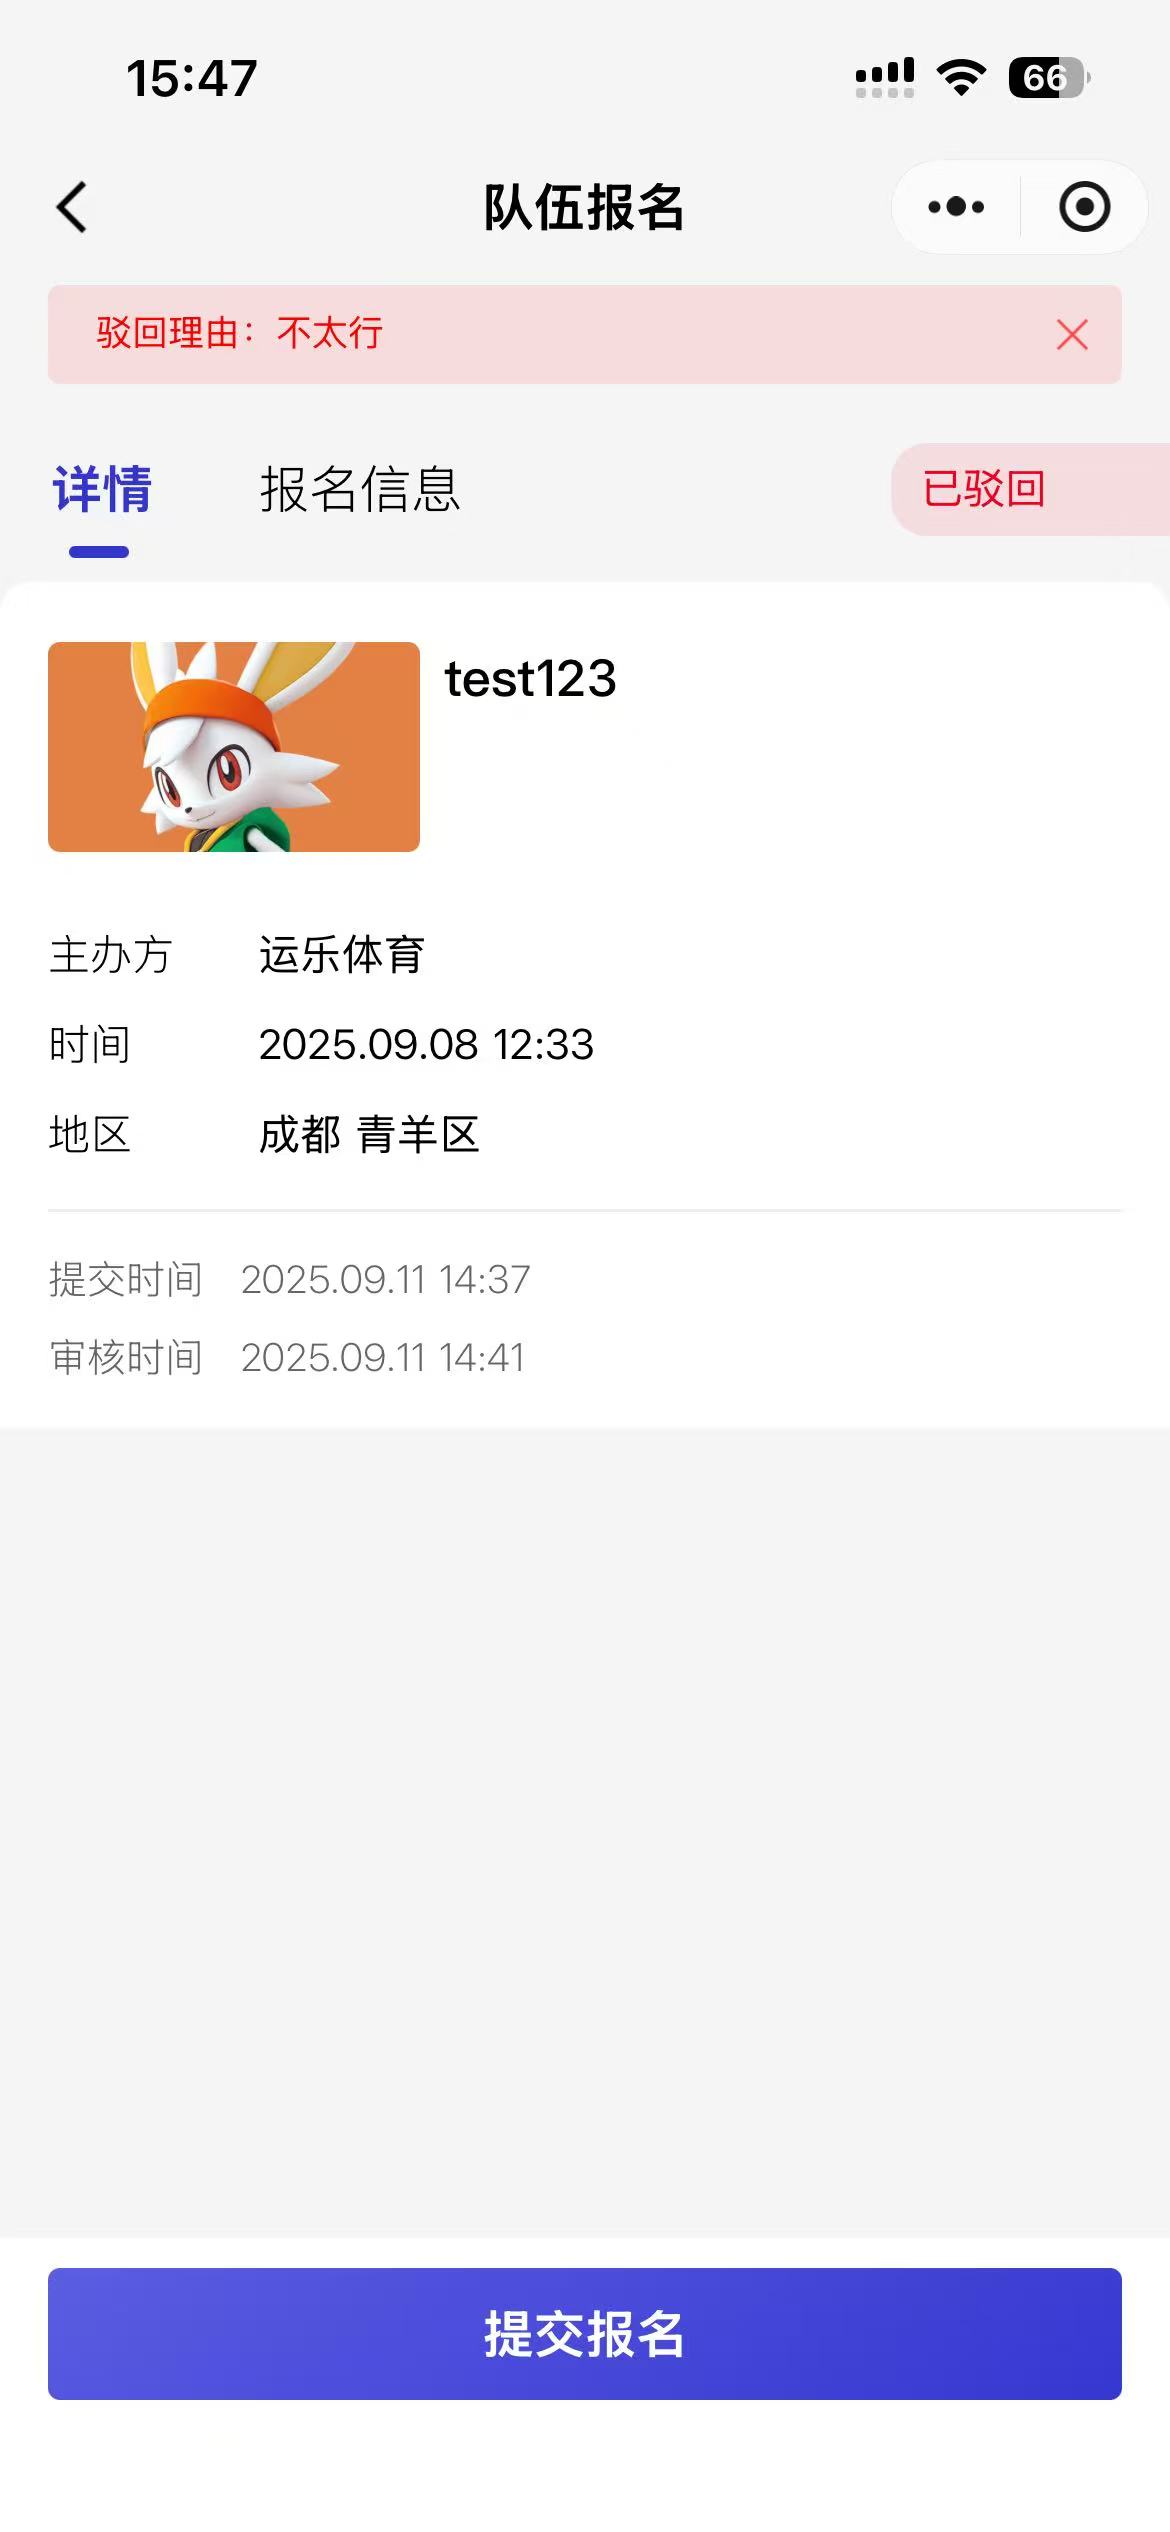 15:47
66
队伍报名
驳回理由：不太行
详情 报名信息 已驳回
test123
主办方 运乐体育
时间 2025.09.08 12:33
地区 成都 青羊区
提交时间 2025.09.11 14:37
审核时间 2025.09.11 14:41
提交报名